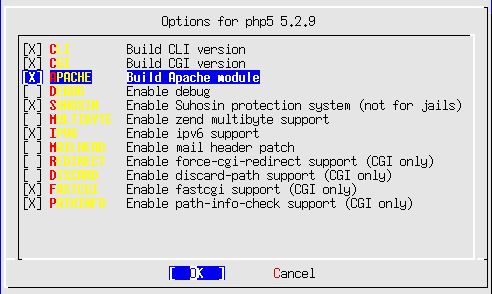 Options for php5 5.2.9
[X] CLI Build CLI version
[X] CGI Build CGI version
[X] APACHE Build Apache module
[ ] DEBUG Enable debug
[X] SUHOSIN Enable Suhosin protection system (not for jails)
[ ] MULTIBYTE Enable zend multibyte support
[X] IPV6 Enable ipv6 support
[ ] MAILHEAD Enable mail header patch
[ ] REDIRECT Enable force-cgi-redirect support (CGI only)
[ ] DISCARD Enable discard-path support (CGI only)
[X] FASTCGI Enable fastcgi support (CGI only)
[X] PATHINFO Enable path-info-check support (CGI only)
[ OK ] Cancel